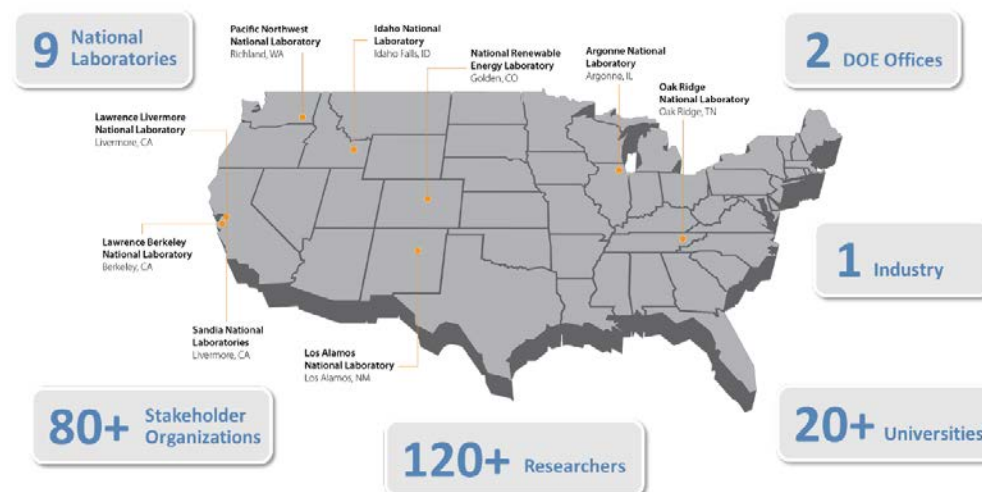 9 National
Laboratories
Pacific Northwest
National Laboratory
Richland, WA
Idaho National
Laboratory
Idaho Falls, ID
National Renewable
Energy Laboratory
Golden, CO
Argonne National
Laboratory
Argonne, IL
2 DOE Offices
Oak Ridge
National Laboratory
Oak Ridge, TN
Lawrence Livermore
National Laboratory
Livermore, CA
Lawrence Berkeley
National Laboratory
Berkeley, CA
1 Industry
Sandia National
Laboratories
Livermore, CA
Los Alamos
National Laboratory
Los Alamos, NM
80+ Stakeholder
Organizations
120+ Researchers
20+ Universities